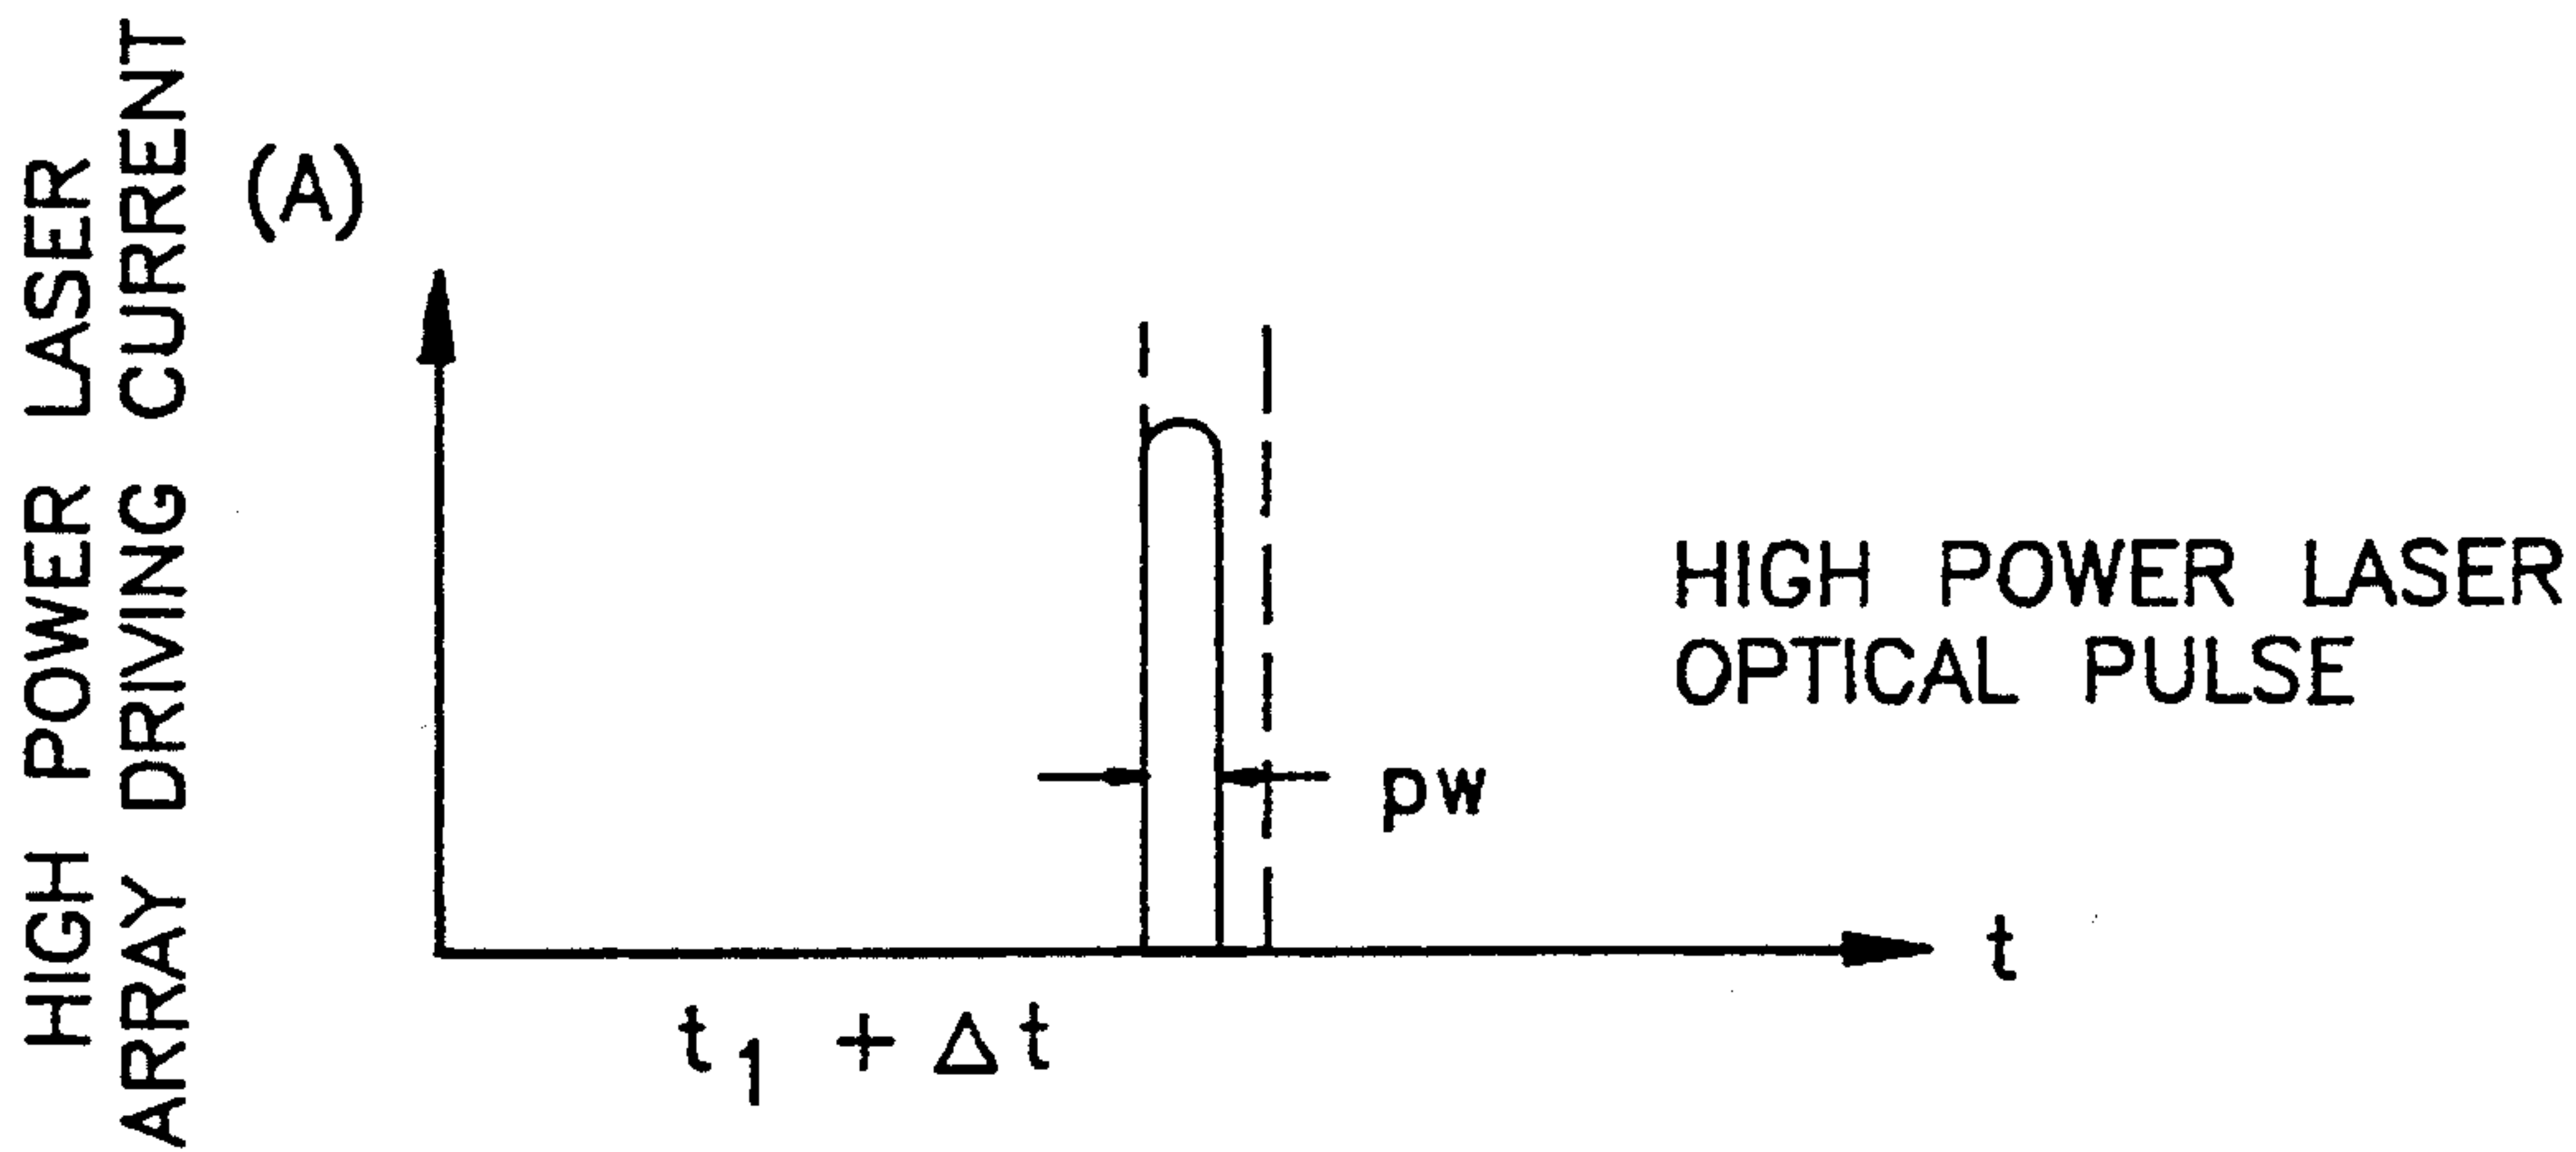 HIGH POWER LASER
ARRAY DRIVING CURRENT
(A)
HIGH POWER LASER
OPTICAL PULSE
pw
t
t₁ + Δt